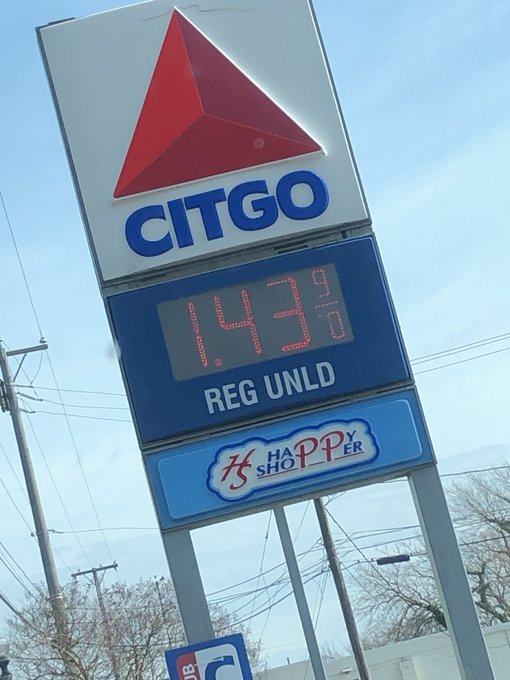 CITGO
1.43 9/10
REG UNLD
HS HAPPY
SHOPPER